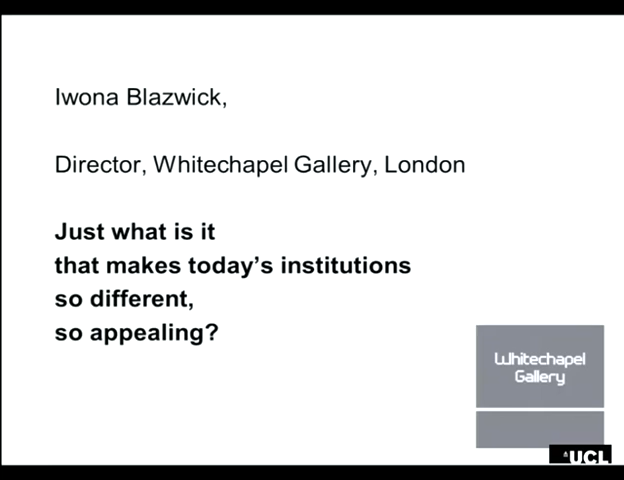 Iwona Blazwick,
Director, Whitechapel Gallery, London
Just what is it
that makes today’s institutions
so different,
so appealing?
Whitechapel
Gallery
UCL